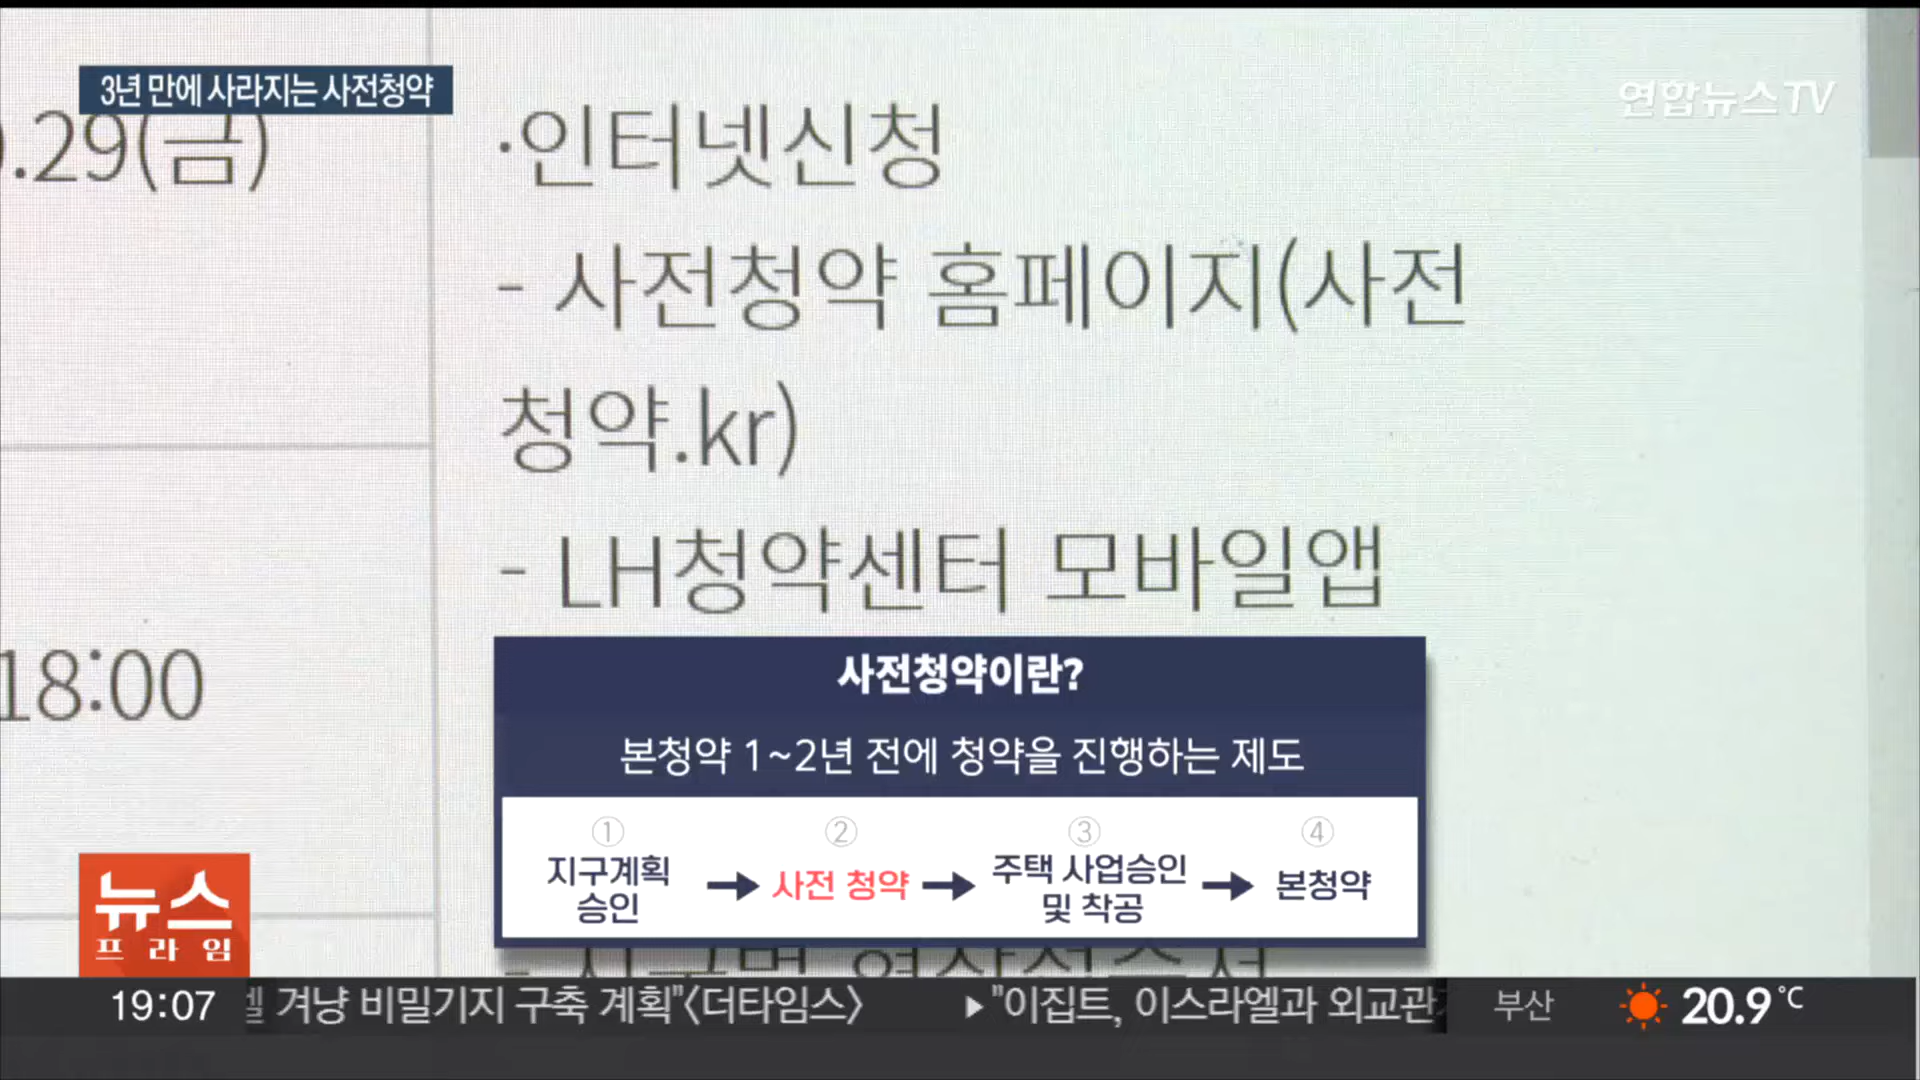 3년 만에 사라지는 사전청약
연합뉴스TV
.29(금)
·인터넷신청
- 사전청약 홈페이지(사전
청약.kr)
- LH청약센터 모바일앱
18:00
사전청약이란?
본청약 1~2년 전에 청약을 진행하는 제도
① ② ③ ④
지구계획 승인 → 사전 청약 → 주택 사업승인 및 착공 → 본청약
뉴스
프라임
19:07 겨냥 비밀기지 구축 계획"〈더타임스〉 ▶"이집트, 이스라엘과 외교관 부산 20.9℃